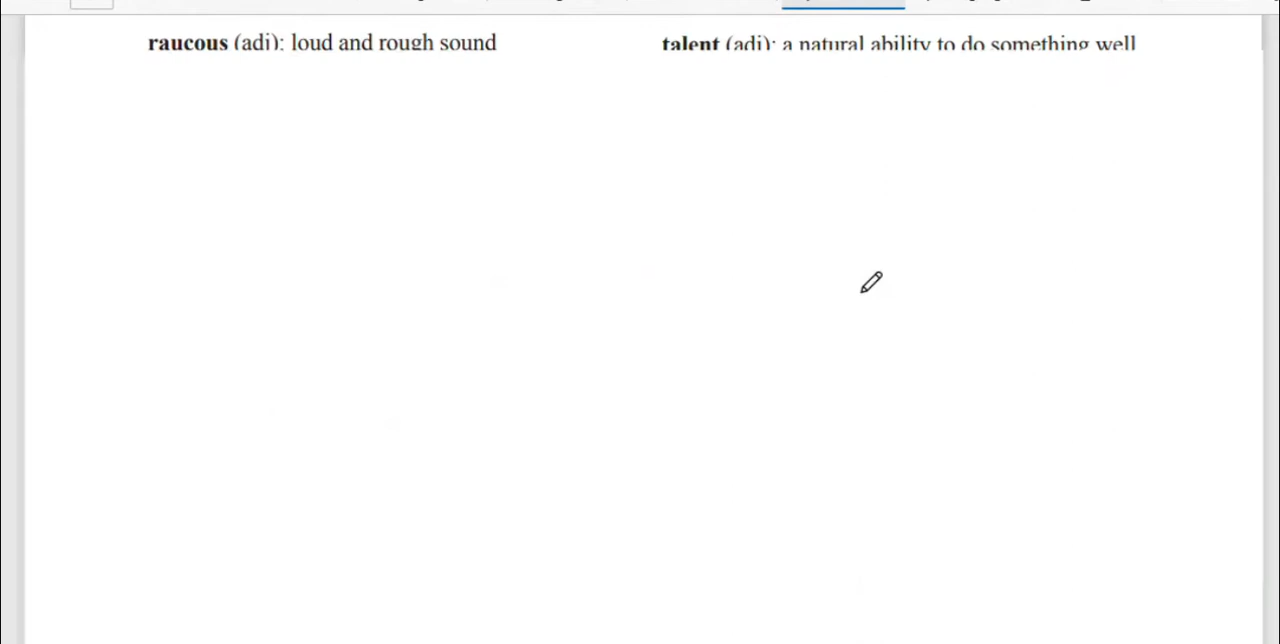 raucous (adj): loud and rough sound
talent (adj): a natural ability to do something well